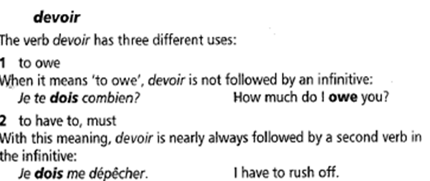 devoir
The verb devoir has three different uses:
1 to owe
When it means 'to owe', devoir is not followed by an infinitive:
Je te dois combien? How much do I owe you?
2 to have to, must
With this meaning, devoir is nearly always followed by a second verb in
the infinitive:
Je dois me dépêcher. I have to rush off.